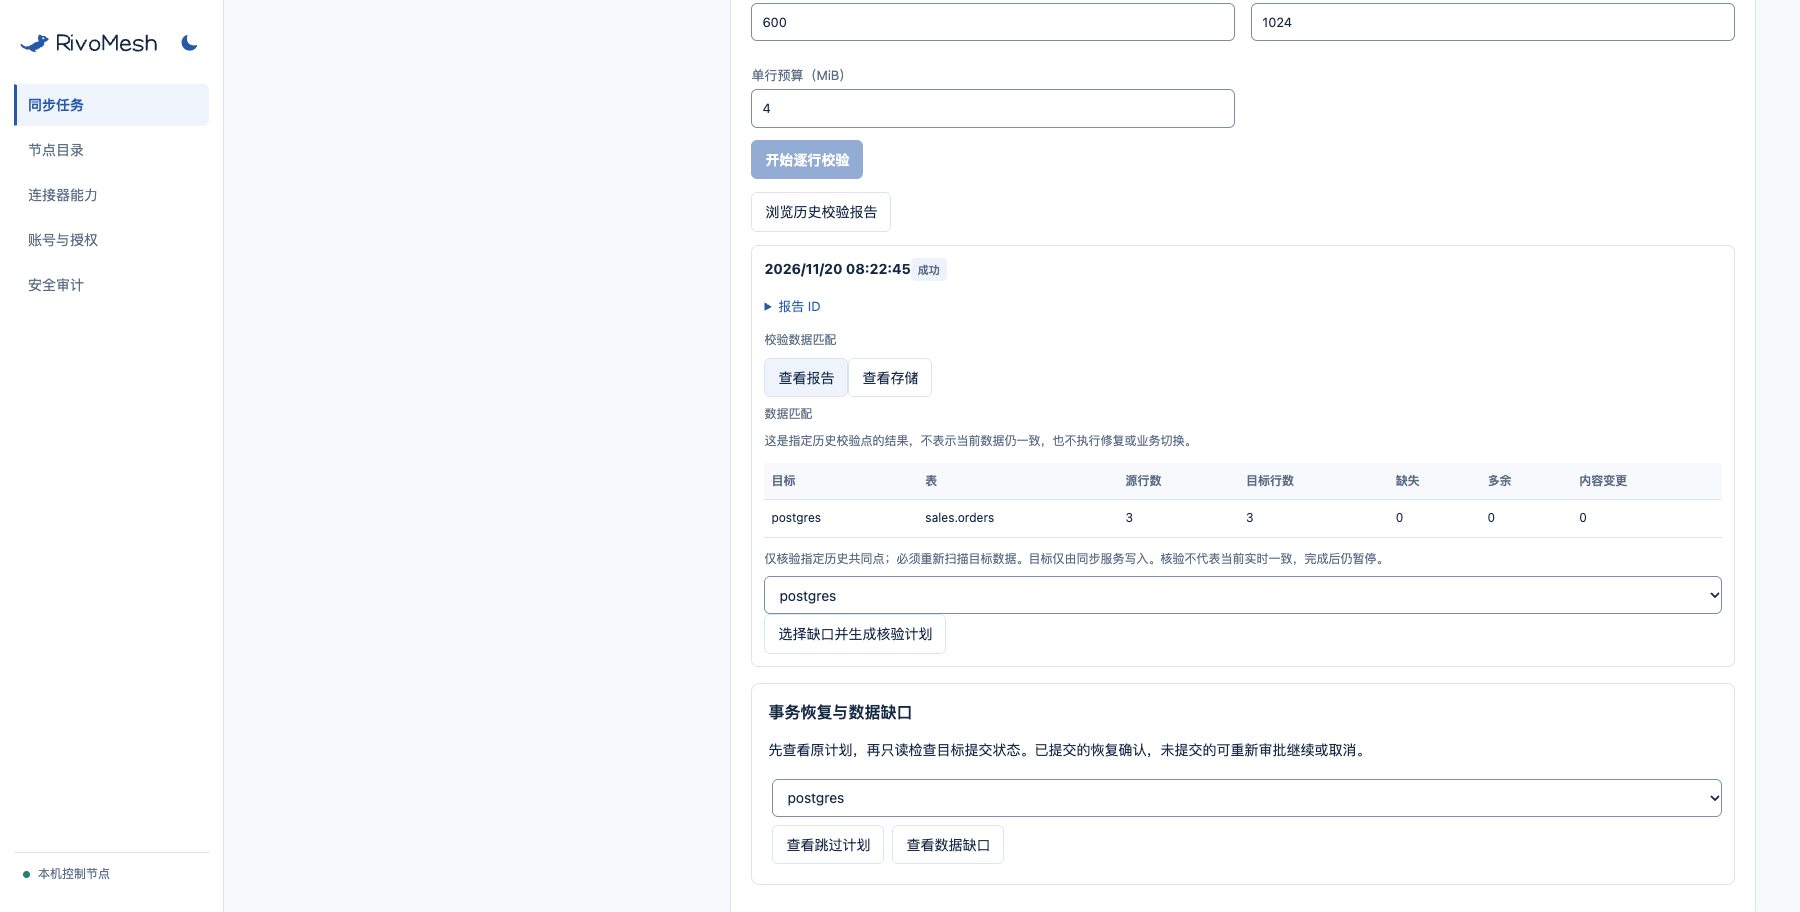 RivoMesh
同步任务
节点目录
连接器能力
账号与授权
安全审计
本机控制节点
600
1024
单行预算（MiB）
4
开始逐行校验
浏览历史校验报告
2026/11/20 08:22:45 成功
报告 ID
校验数据匹配
查看报告 查看存储
数据匹配
这是指定历史校验点的结果，不表示当前数据仍一致，也不执行修复或业务切换。
目标 表 源行数 目标行数 缺失 多余 内容变更
postgres sales.orders 3 3 0 0 0
仅核验指定历史共同点；必须重新扫描目标数据。目标仅由同步服务写入。核验不代表当前实时一致，完成后仍暂停。
postgres
选择缺口并生成核验计划
事务恢复与数据缺口
先查看原计划，再只读检查目标提交状态。已提交的恢复确认，未提交的可重新审批继续或取消。
postgres
查看跳过计划 查看数据缺口